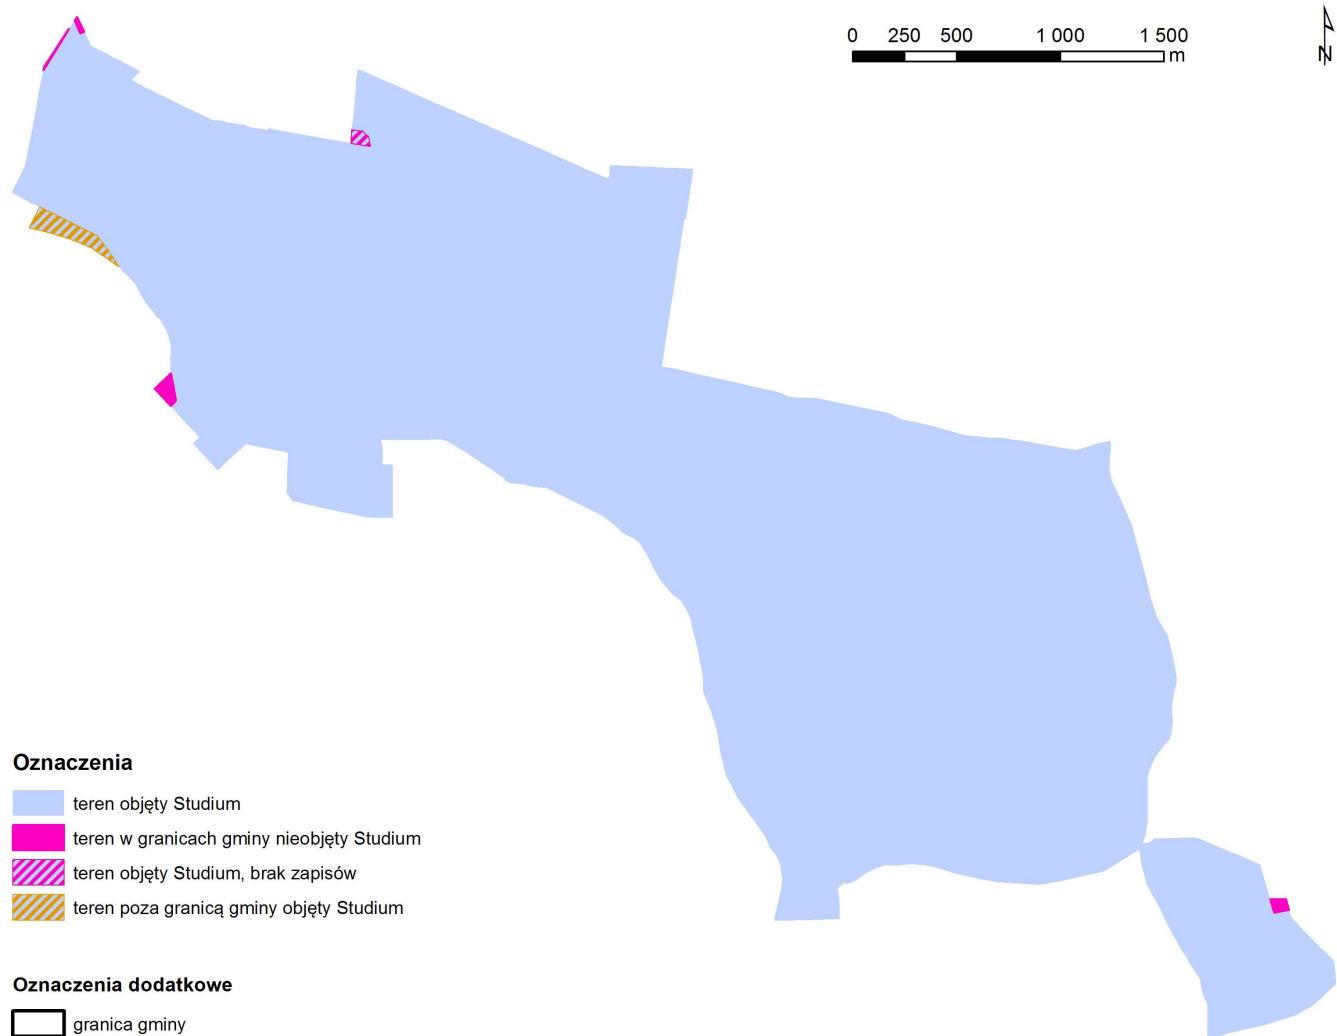 0 250 500 1 000 1 500
m
N
Oznaczenia
teren objęty Studium
teren w granicach gminy nieobjęty Studium
teren objęty Studium, brak zapisów
teren poza granicą gminy objęty Studium
Oznaczenia dodatkowe
granica gminy